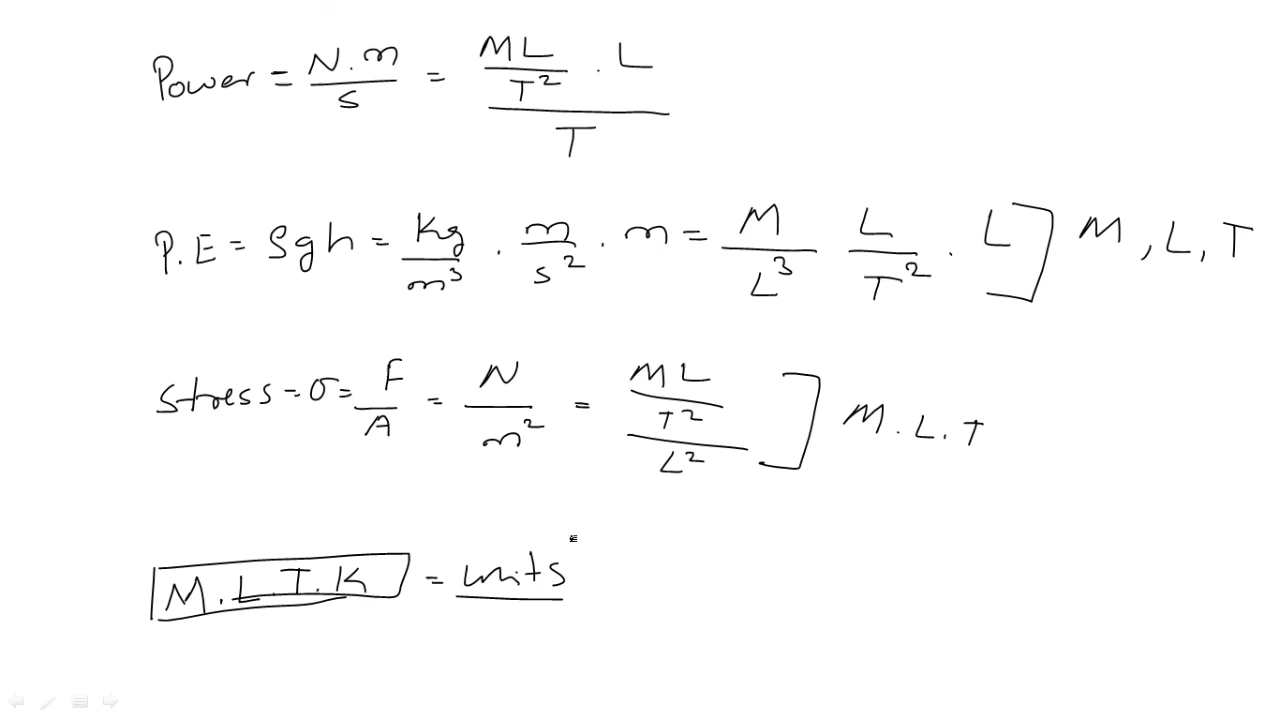 Power = N.m/s = (ML/T² . L)/T
P.E = ρgh = Kg/m³ . m/s² . m = M/L³ L/T² . L] M, L, T
Stress = σ = F/A = N/m² = (ML/T²)/L²] M.L.T
M.L.T.K = units